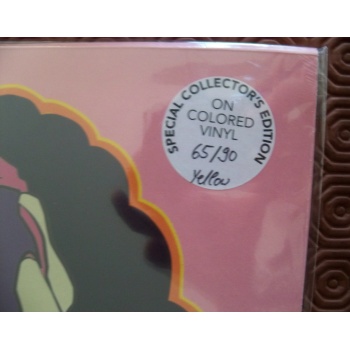 SPECIAL COLLECTOR'S EDITION
ON
COLORED
VINYL
65/90
Yellow